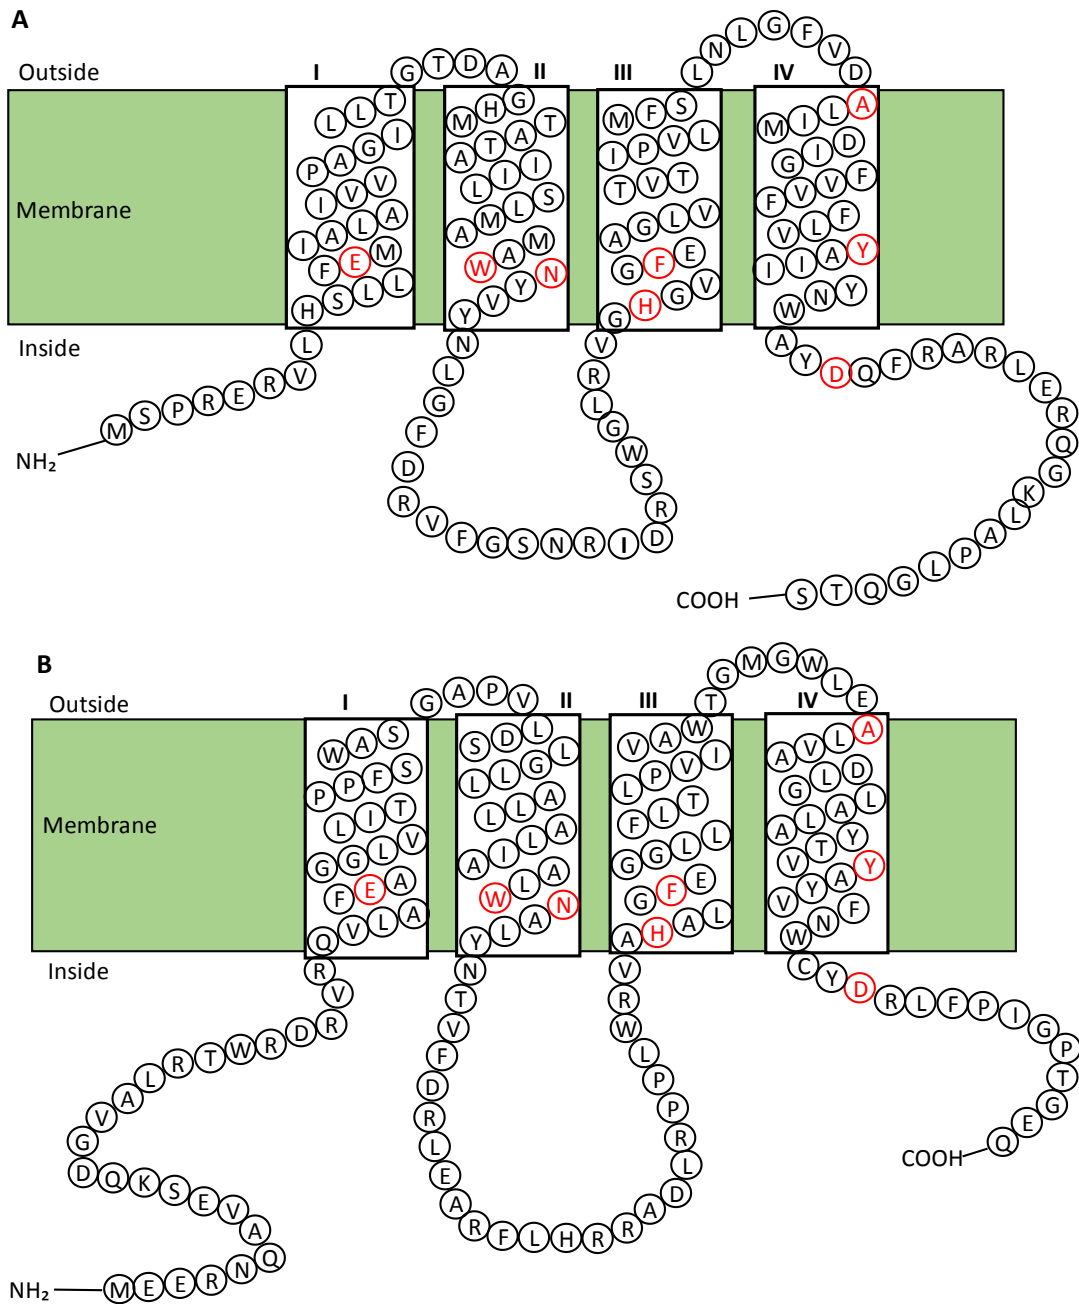 A
Outside
I
II
III
IV
Membrane
Inside
NH₂
M S P R E R V L
L L T
P A G I
I V V
I A L A
F E M
H S L L
G T D A
M H G
A T A T
L I I
A M L S
W A M
Y V Y N
N L G F D R V F G S N R I D R S W G L R V
M F S
I P V L
T V T
A G L V
G F E
G H G V
L N L G F V D
M I L A
G I D
F V V F
V L F
I I A Y
W N Y
A Y D Q F R A R L E R Q G K L A P L G Q T S
COOH
B
Outside
I
II
III
IV
Membrane
Inside
NH₂
M E E R N Q A V E S K Q D G V A L R T W R D R V R
W A S
P P F S
L I T
G G L V
F E A
Q V L A
G A P V
S D L
L L G L
L L A
A I L A
W L A
Y L A N
N T V F D R L E A R F L H R R A D L R P P L W R V
V A W
L P V I
F L T
G G L L
G F E
A H A L
T G M G W L E
A V L A
G L D
A L A L
V T Y
V Y A Y
W N F
C Y D R L F P I G P T G E Q
COOH